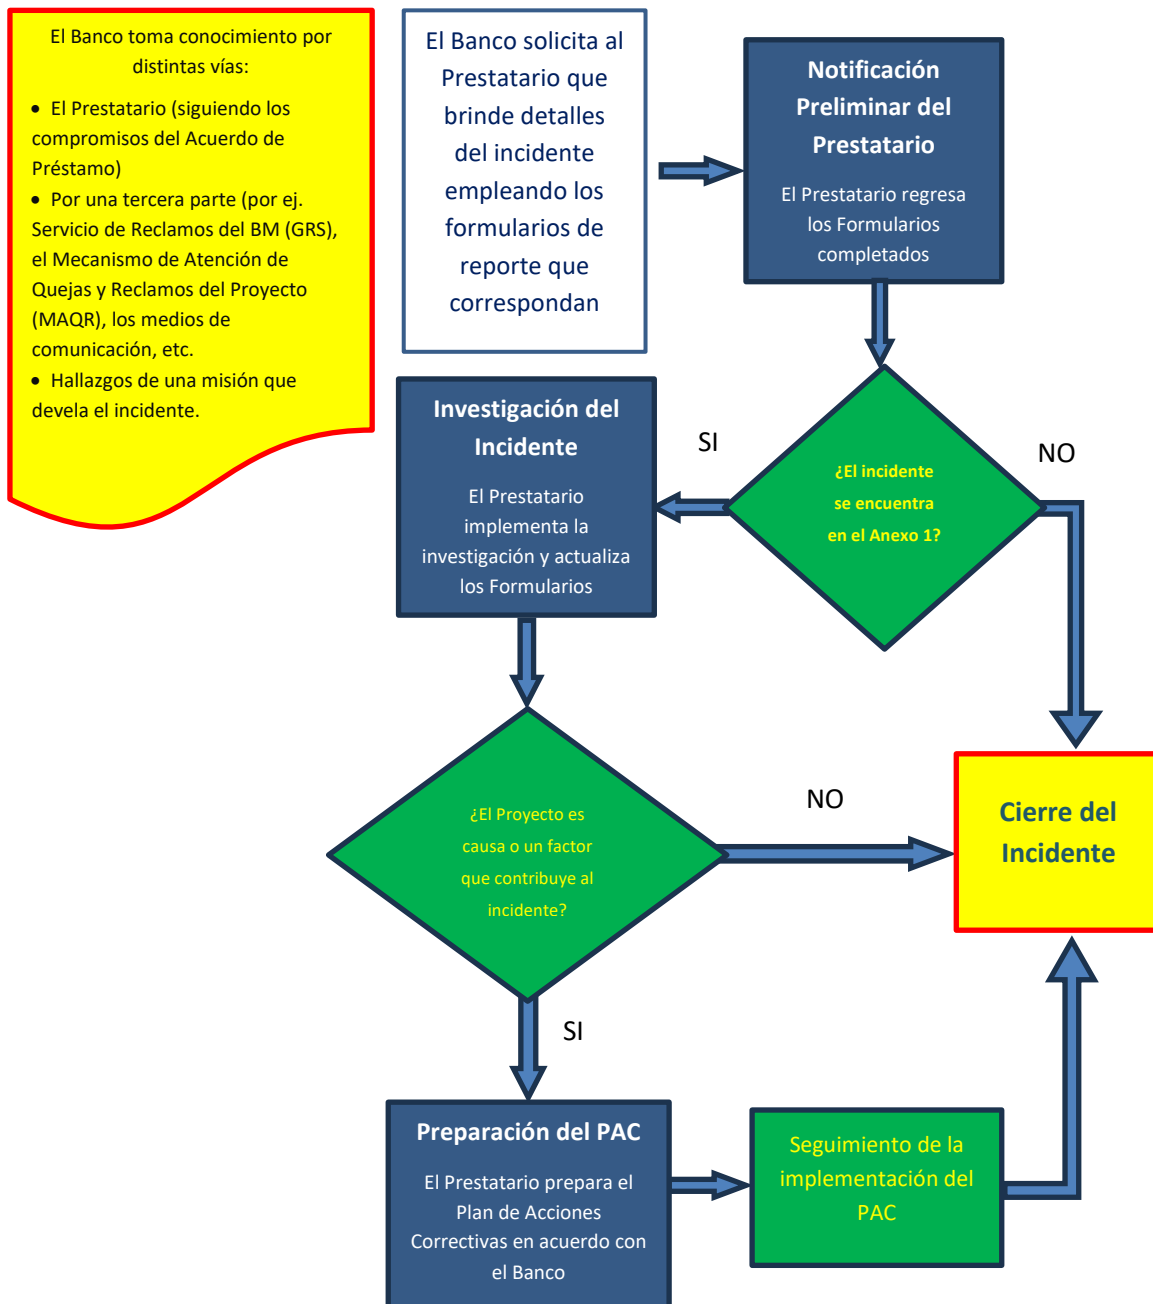 El Banco toma conocimiento por
distintas vías:
• El Prestatario (siguiendo los
compromisos del Acuerdo de
Préstamo)
• Por una tercera parte (por ej.
Servicio de Reclamos del BM (GRS),
el Mecanismo de Atención de
Quejas y Reclamos del Proyecto
(MAQR), los medios de
comunicación, etc.
• Hallazgos de una misión que
devela el incidente.
El Banco solicita al
Prestatario que
brinde detalles
del incidente
empleando los
formularios de
reporte que
correspondan
Notificación
Preliminar del
Prestatario
El Prestatario regresa
los Formularios
completados
¿El incidente
se encuentra
en el Anexo 1?
SI
NO
Investigación del
Incidente
El Prestatario
implementa la
investigación y actualiza
los Formularios
¿El Proyecto es
causa o un factor
que contribuye al
incidente?
NO
Cierre del
Incidente
SI
Preparación del PAC
El Prestatario prepara el
Plan de Acciones
Correctivas en acuerdo con
el Banco
Seguimiento de la
implementación del
PAC